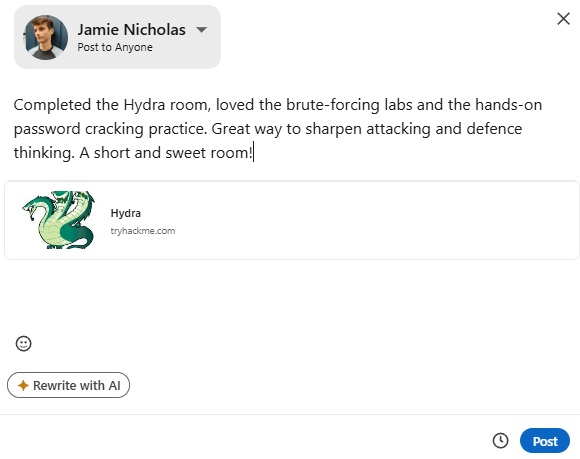 Jamie Nicholas
Post to Anyone
Completed the Hydra room, loved the brute-forcing labs and the hands-on
password cracking practice. Great way to sharpen attacking and defence
thinking. A short and sweet room!
Hydra
tryhackme.com
Rewrite with AI
Post